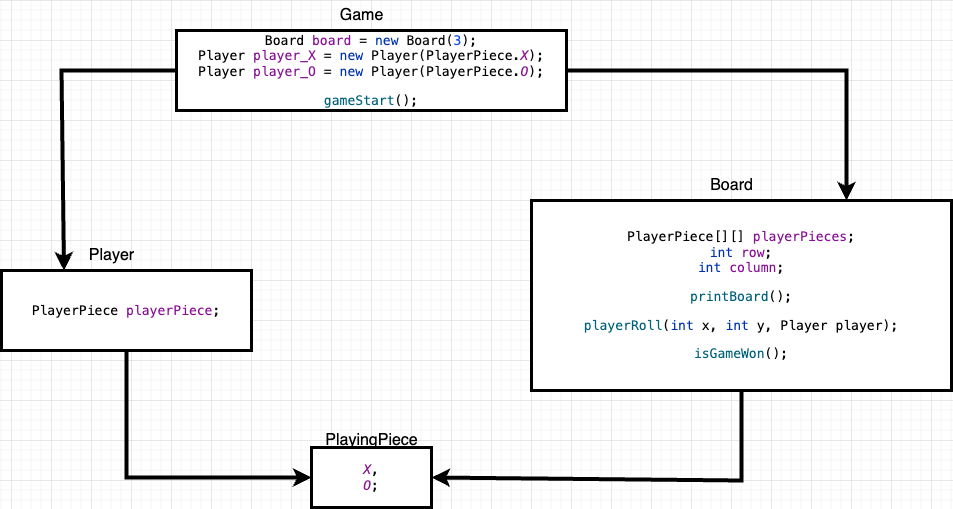 Game
Board board = new Board(3);
Player player_X = new Player(PlayerPiece.X);
Player player_O = new Player(PlayerPiece.O);
gameStart();
Board
PlayerPiece[][] playerPieces;
int row;
int column;
printBoard();
playerRoll(int x, int y, Player player);
isGameWon();
Player
PlayerPiece playerPiece;
PlayingPiece
X,
O;